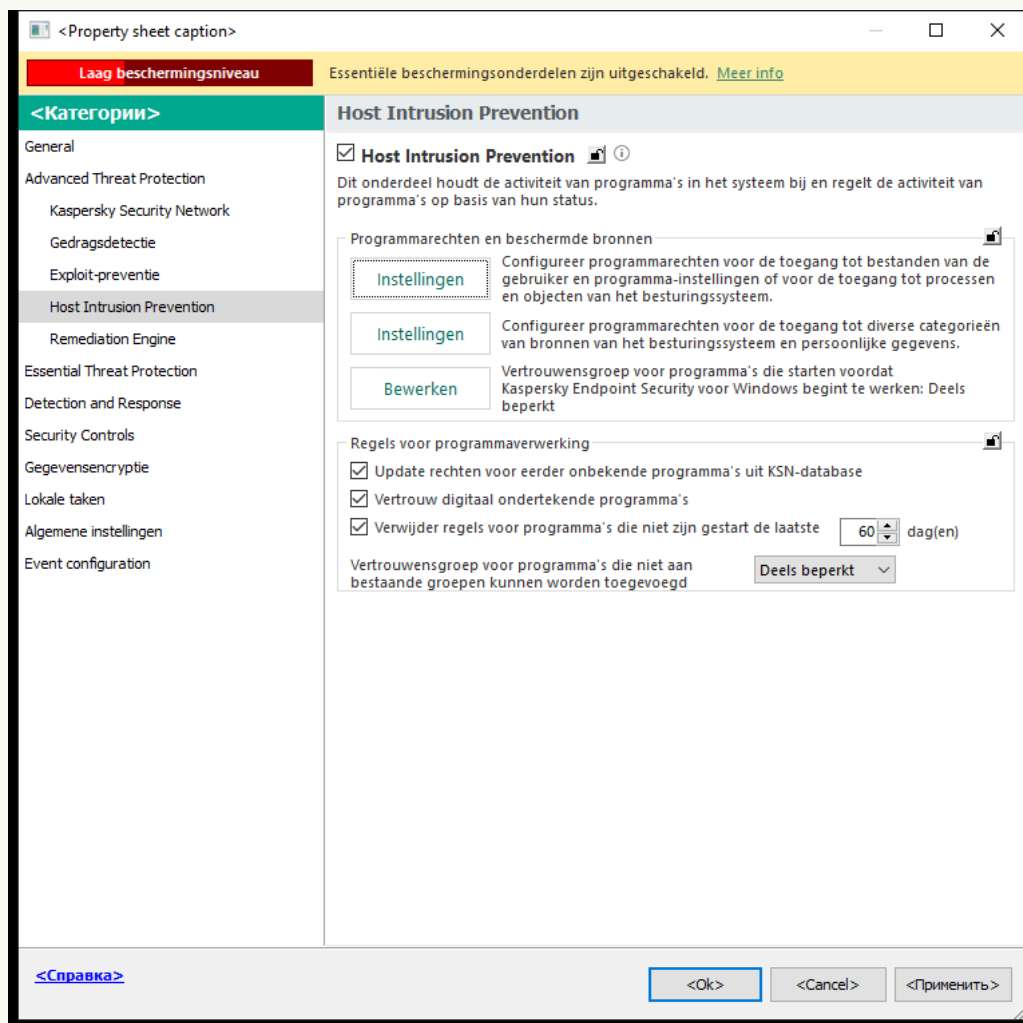 <Property sheet caption>
Laag beschermingsniveau
Essentiële beschermingsonderdelen zijn uitgeschakeld. Meer info
<Категории>
General
Advanced Threat Protection
Kaspersky Security Network
Gedragsdetectie
Exploit-preventie
Host Intrusion Prevention
Remediation Engine
Essential Threat Protection
Detection and Response
Security Controls
Gegevensencryptie
Lokale taken
Algemene instellingen
Event configuration
Host Intrusion Prevention
Host Intrusion Prevention
Dit onderdeel houdt de activiteit van programma's in het systeem bij en regelt de activiteit van
programma's op basis van hun status.
Programmarechten en beschermde bronnen
Instellingen
Configureer programmarechten voor de toegang tot bestanden van de
gebruiker en programma-instellingen of voor de toegang tot processen
en objecten van het besturingssysteem.
Instellingen
Configureer programmarechten voor de toegang tot diverse categorieën
van bronnen van het besturingssysteem en persoonlijke gegevens.
Bewerken
Vertrouwensgroep voor programma's die starten voordat
Kaspersky Endpoint Security voor Windows begint te werken: Deels
beperkt
Regels voor programmaverwerking
Update rechten voor eerder onbekende programma's uit KSN-database
Vertrouw digitaal ondertekende programma's
Verwijder regels voor programma's die niet zijn gestart de laatste 60 dag(en)
Vertrouwensgroep voor programma's die niet aan
bestaande groepen kunnen worden toegevoegd
Deels beperkt
<Справка>
<Ok>
<Cancel>
<Применить>